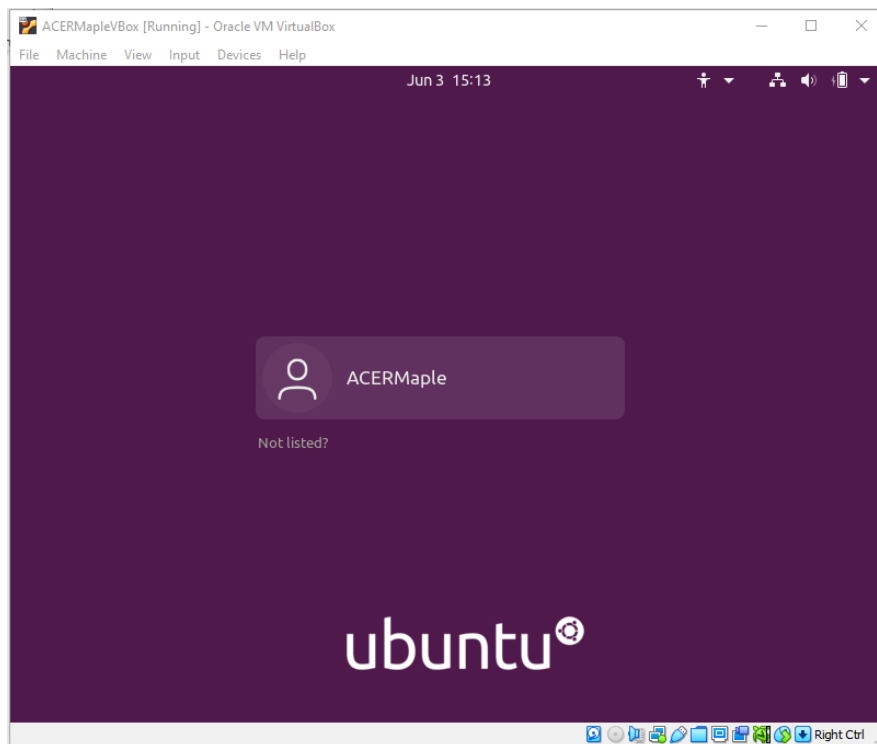 ACERMapleVBox [Running] - Oracle VM VirtualBox
File Machine View Input Devices Help
Jun 3 15:13
ACERMaple
Not listed?
ubuntu
Right Ctrl